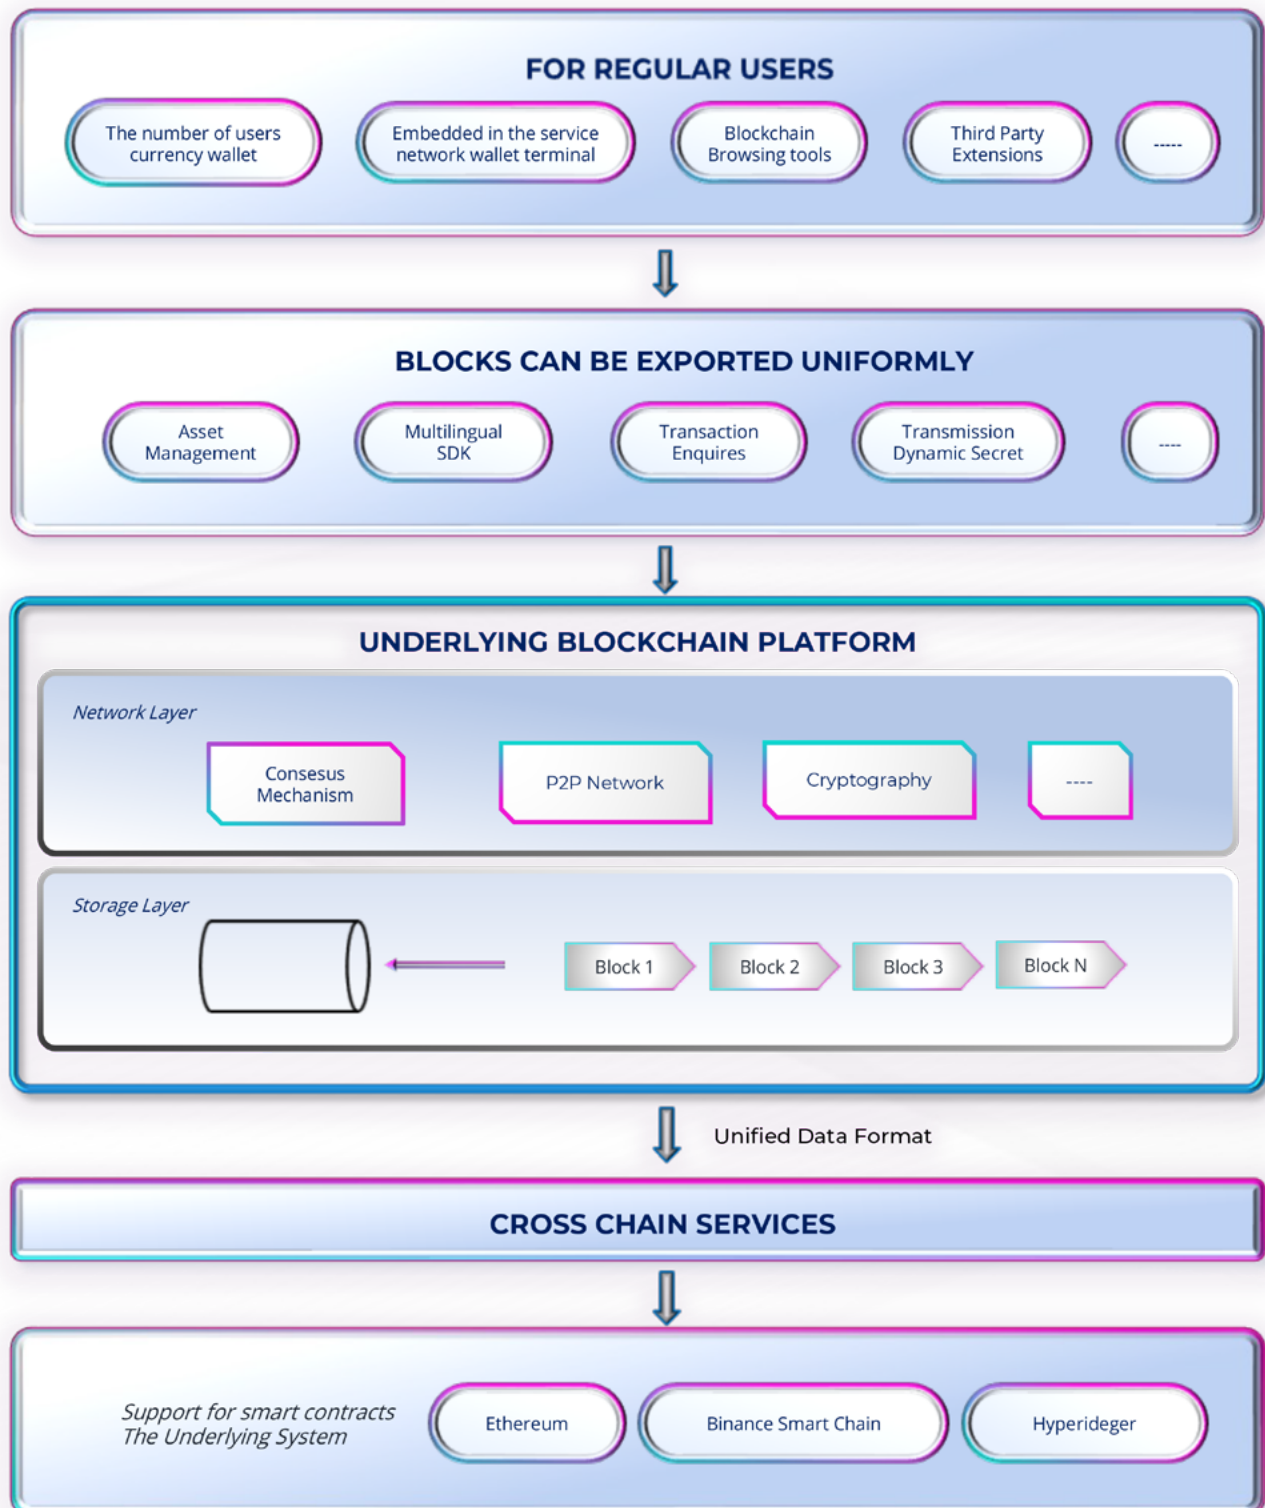 FOR REGULAR USERS
The number of users
currency wallet
Embedded in the service
network wallet terminal
Blockchain
Browsing tools
Third Party
Extensions
-----
BLOCKS CAN BE EXPORTED UNIFORMLY
Asset
Management
Multilingual
SDK
Transaction
Enquires
Transmission
Dynamic Secret
----
UNDERLYING BLOCKCHAIN PLATFORM
Network Layer
Consesus
Mechanism
P2P Network
Cryptography
----
Storage Layer
Block 1
Block 2
Block 3
Block N
Unified Data Format
CROSS CHAIN SERVICES
Support for smart contracts
The Underlying System
Ethereum
Binance Smart Chain
Hyperideger